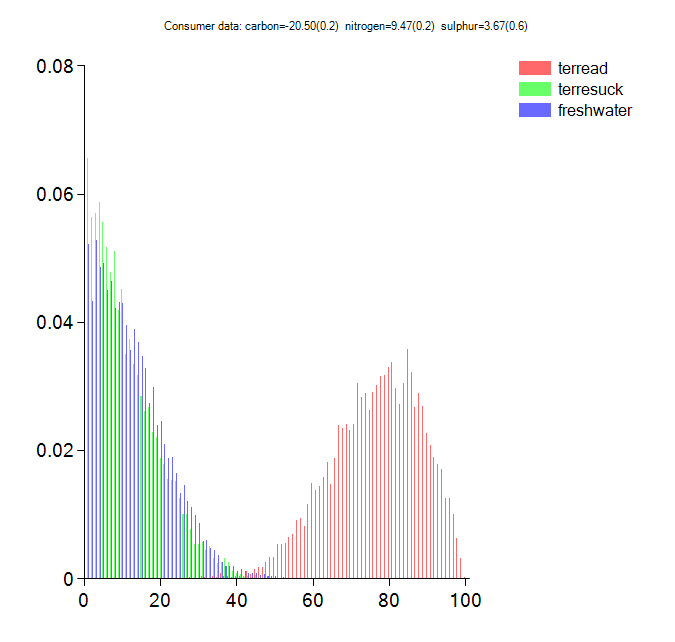 Consumer data: carbon=-20.50(0.2) nitrogen=9.47(0.2) sulphur=3.67(0.6)
0.08
terread
terresuck
freshwater
0.06
0.04
0.02
0
0 20 40 60 80 100